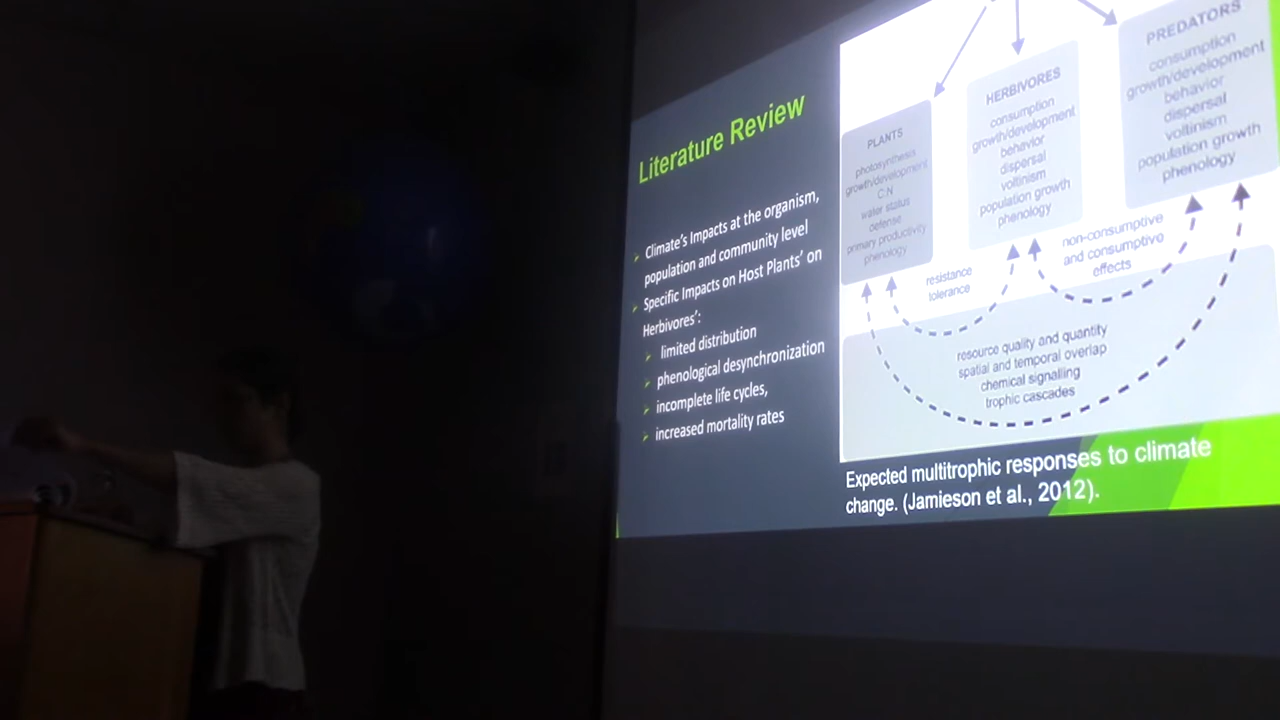 Literature Review
Climate's Impacts at the organism,
population and community level
Specific Impacts on Host Plants' on
Herbivores':
limited distribution
phenological desynchronization
incomplete life cycles,
increased mortality rates
PLANTS
photosynthesis
growth/development
C:N
water status
defense
primary productivity
phenology
HERBIVORES
consumption
growth/development
behavior
dispersal
voltinism
population growth
phenology
PREDATORS
consumption
growth/development
behavior
dispersal
voltinism
population growth
phenology
resistance
tolerance
non-consumptive
and consumptive
effects
resource quality and quantity
spatial and temporal overlap
chemical signalling
trophic cascades
Expected multitrophic responses to climate
change. (Jamieson et al., 2012).